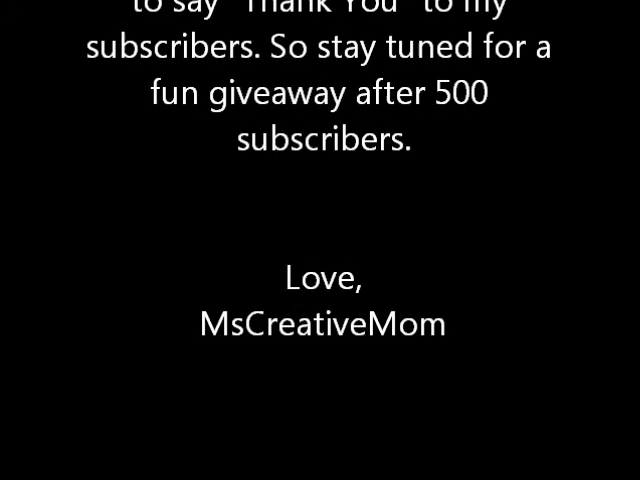 to say "Thank You" to my
subscribers. So stay tuned for a
fun giveaway after 500
subscribers.
Love,
MsCreativeMom